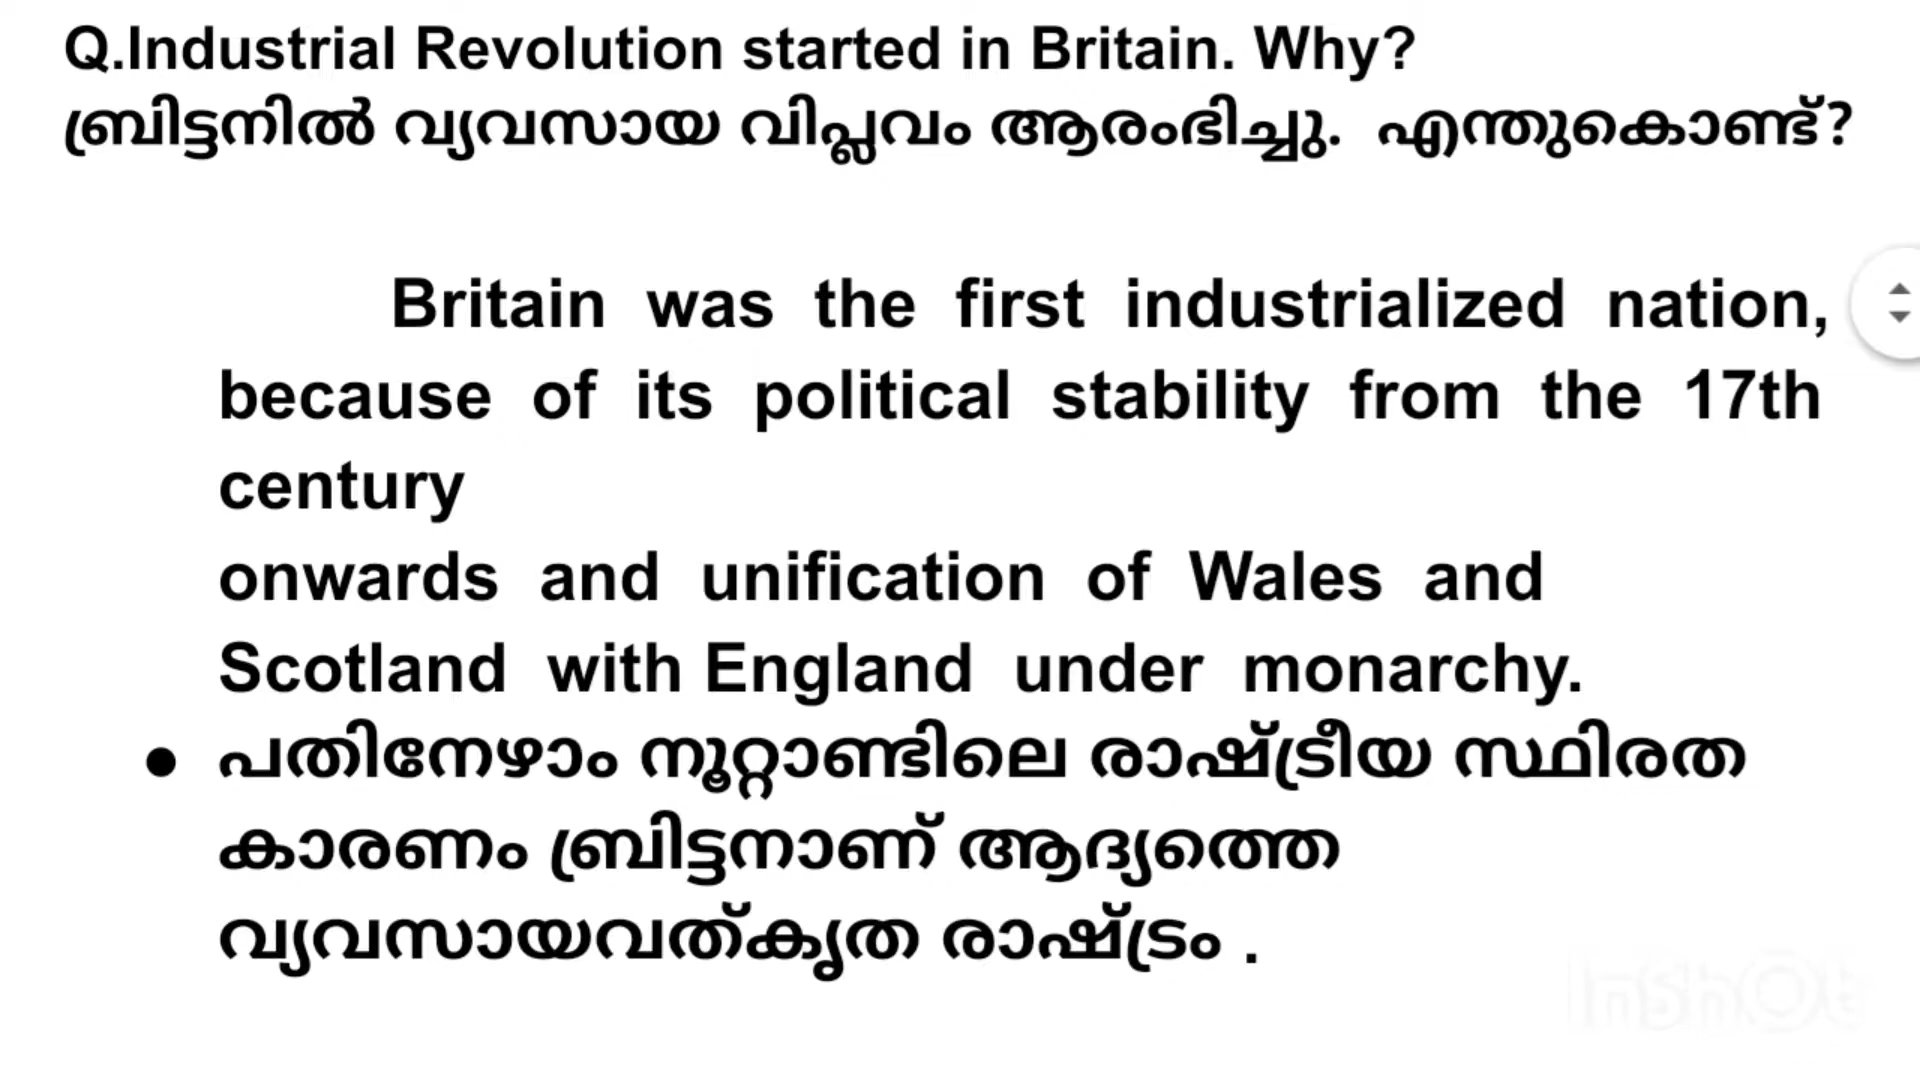 Q.Industrial Revolution started in Britain. Why?
ബ്രിട്ടനിൽ വ്യവസായ വിപ്ലവം ആരംഭിച്ചു. എന്തുകൊണ്ട്?
Britain was the first industrialized nation,
because of its political stability from the 17th
century
onwards and unification of Wales and
Scotland with England under monarchy.
● പതിനേഴാം നൂറ്റാണ്ടിലെ രാഷ്ട്രീയ സ്ഥിരത
കാരണം ബ്രിട്ടനാണ് ആദ്യത്തെ
വ്യവസായവത്കൃത രാഷ്ട്രം .
InShOt